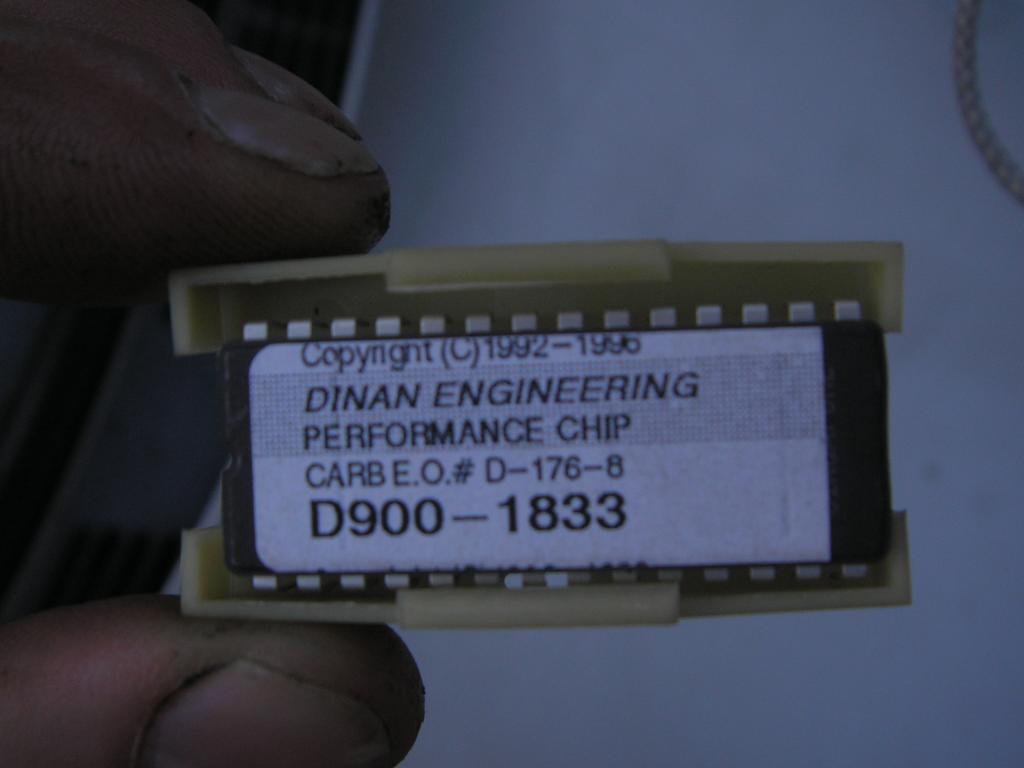 Copyright (C) 1992-1996
DINAN ENGINEERING
PERFORMANCE CHIP
CARB E.O.# D-176-8
D900-1833